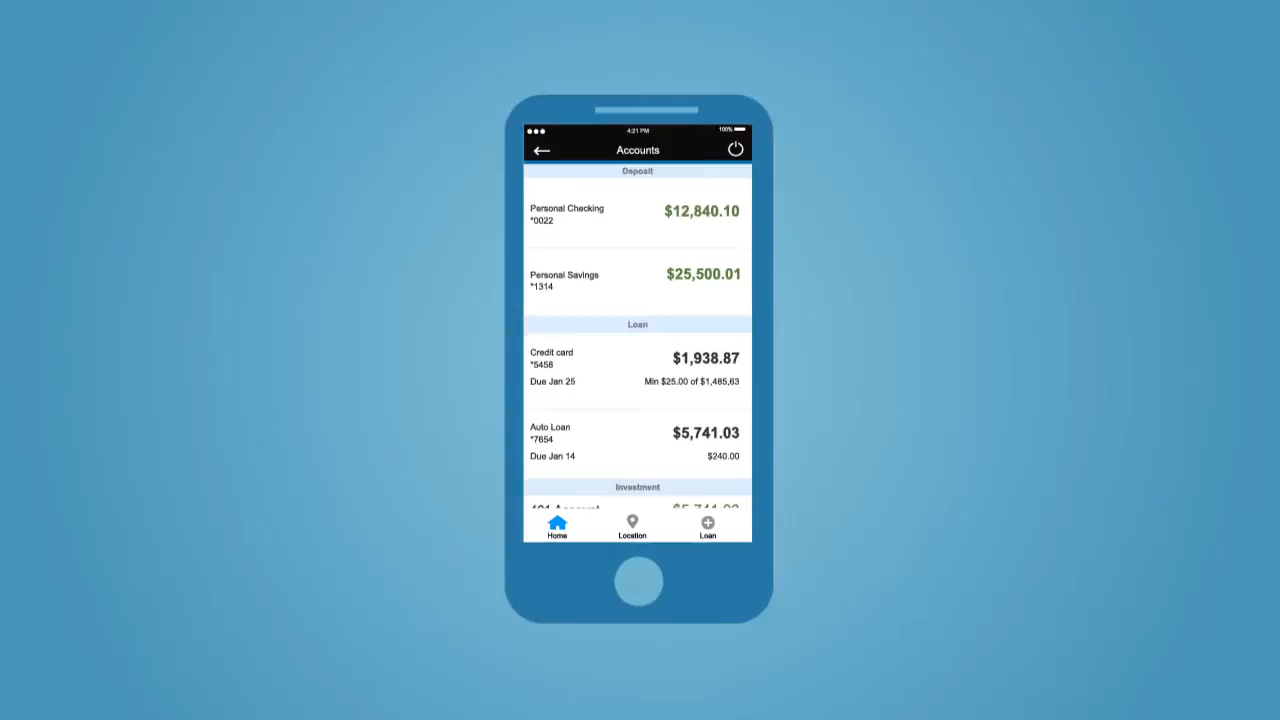 4:21 PM 100%
Accounts
Deposit
Personal Checking $12,840.10
*0022
Personal Savings $25,500.01
*1314
Loan
Credit card $1,938.87
*5458
Due Jan 25 Min $25.00 of $1,485,63
Auto Loan $5,741.03
*7654
Due Jan 14 $240.00
Investment
Home Location Loan